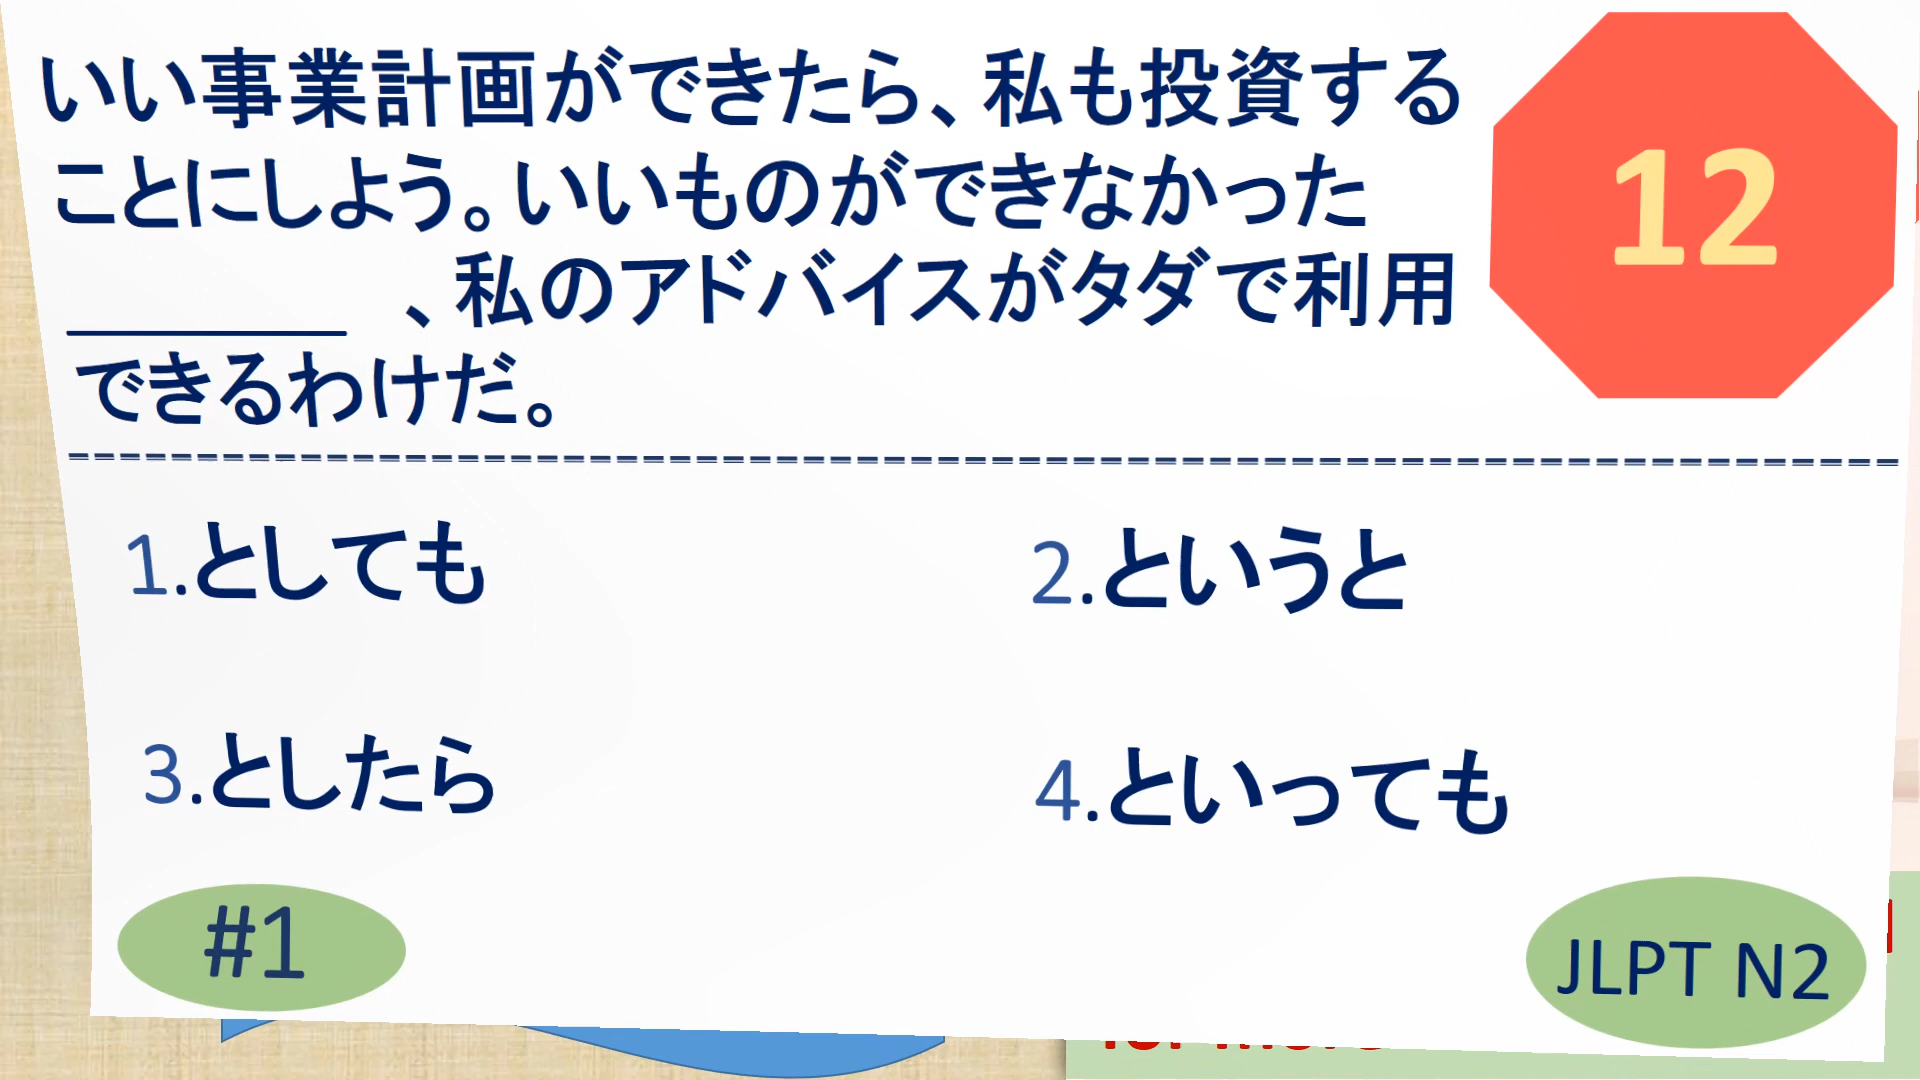 いい事業計画ができたら、私も投資する
ことにしよう。いいものができなかった
＿＿＿＿、私のアドバイスがタダで利用
できるわけだ。
12
1.としても
2.というと
3.としたら
4.といっても
#1
JLPT N2